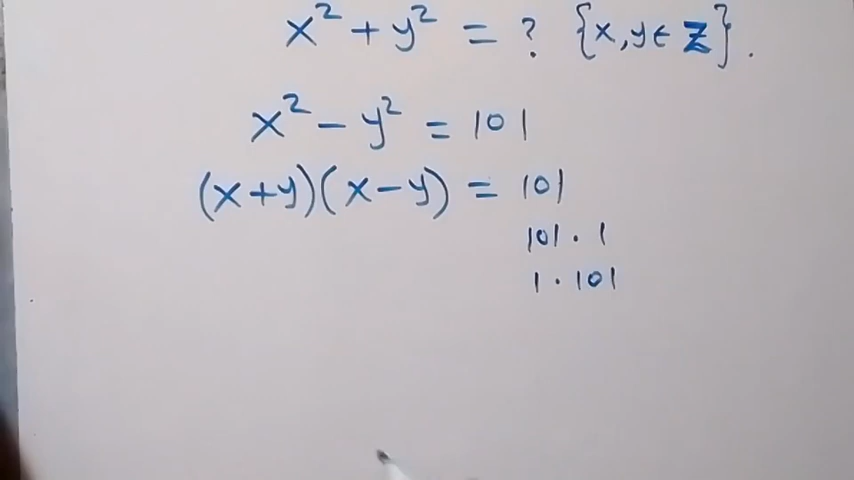 x² + y² = ? {x, y ∈ Z}.
x² - y² = 101
(x+y)(x-y) = 101
101 · 1
1 · 101